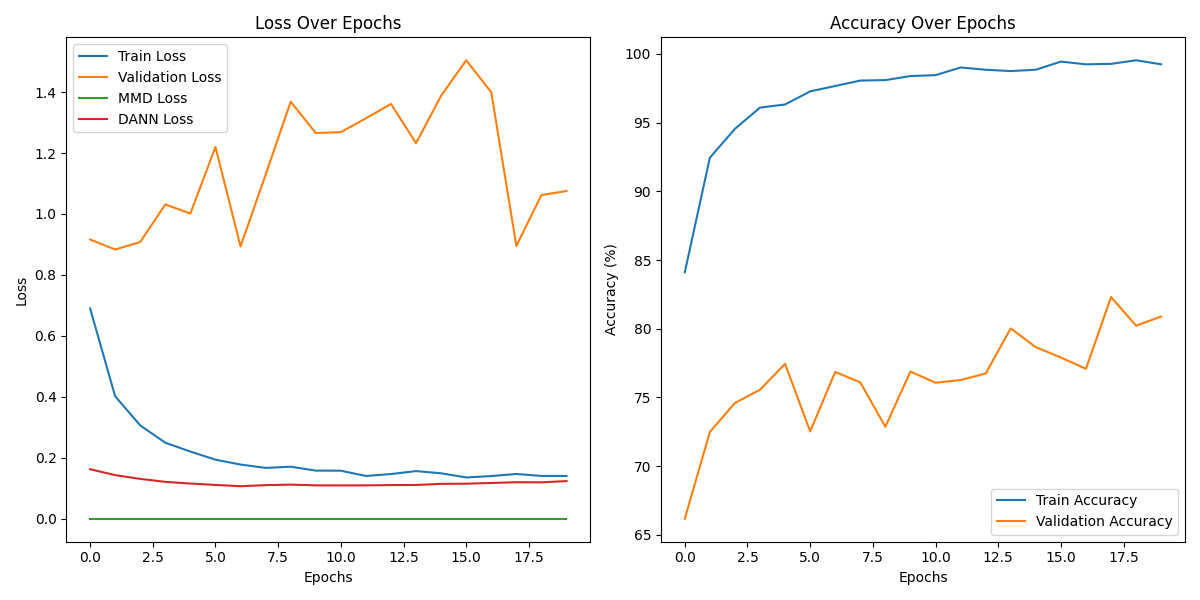 Loss Over Epochs
Train Loss
Validation Loss
MMD Loss
DANN Loss
1.4
1.2
1.0
0.8
0.6
0.4
0.2
0.0
Loss
0.0 2.5 5.0 7.5 10.0 12.5 15.0 17.5
Epochs
Accuracy Over Epochs
100
95
90
85
80
75
70
65
Accuracy (%)
Train Accuracy
Validation Accuracy
0.0 2.5 5.0 7.5 10.0 12.5 15.0 17.5
Epochs